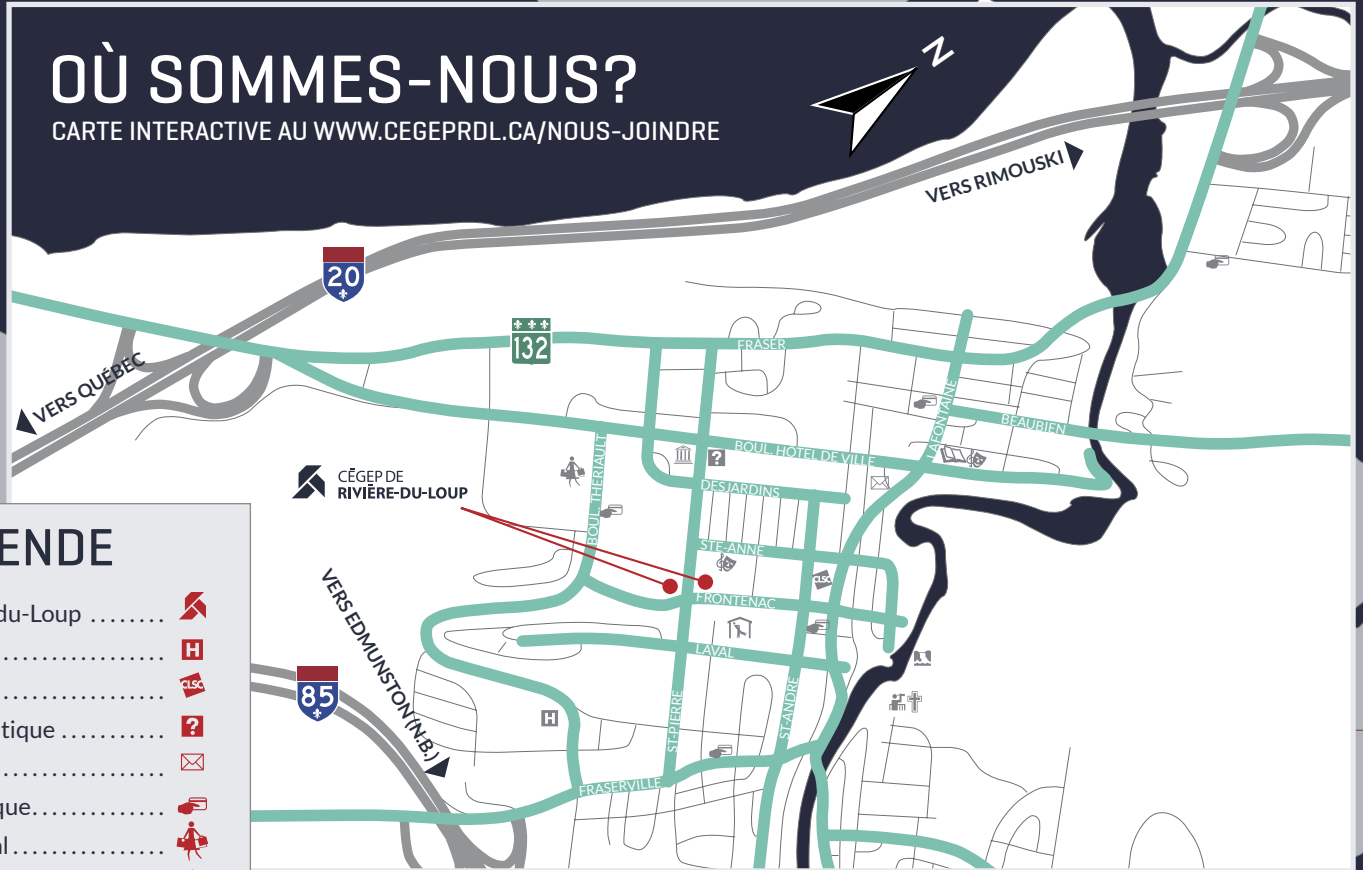 OÙ SOMMES-NOUS?
CARTE INTERACTIVE AU WWW.CEGEPRDL.CA/NOUS-JOINDRE
N
VERS RIMOUSKI
20
132
FRASER
VERS QUÉBEC
LAFONTAINE
BEAUBIEN
BOUL. HÔTEL DE VILLE
BOUL. THÉRIAULT
?
CÉGEP DE
RIVIÈRE-DU-LOUP
DESJARDINS
STE-ANNE
CLSC
FRONTENAC
LAVAL
VERS EDMUNSTON (N.B.)
85
H
ST-PIERRE
ST-ANDRÉ
FRASERVILLE
ENDE
du-Loup ........
H
CLSC
tique ..........
?
que..............
al................